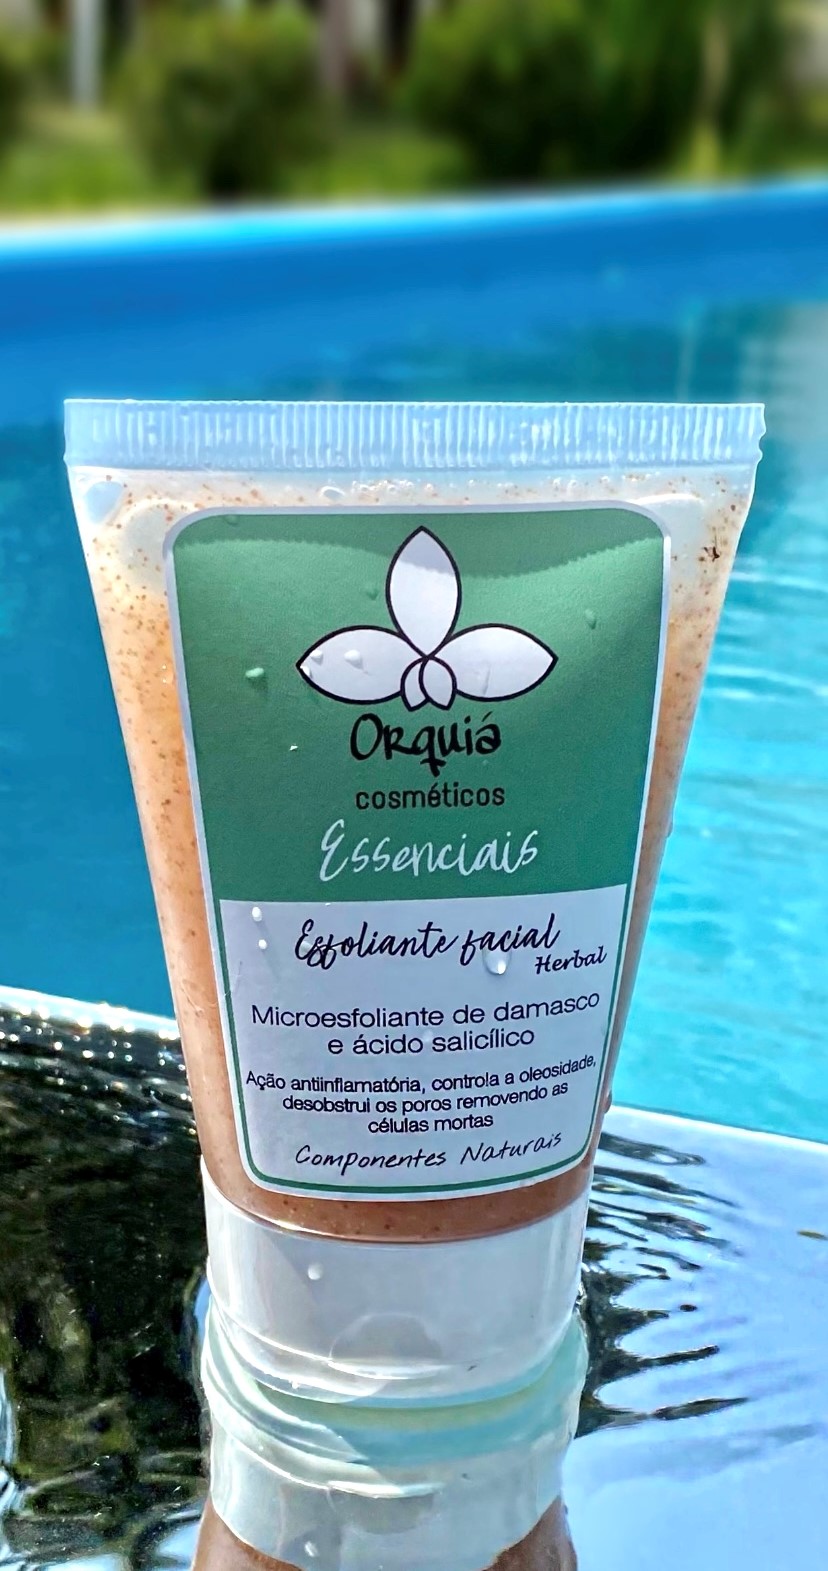 Orquiá
cosméticos
Essenciais
Esfoliante facial
Herbal
Microesfoliante de damasco
e ácido salicílico
Ação antiinflamatória, controla a oleosidade,
desobstrui os poros removendo as
células mortas
Componentes Naturais